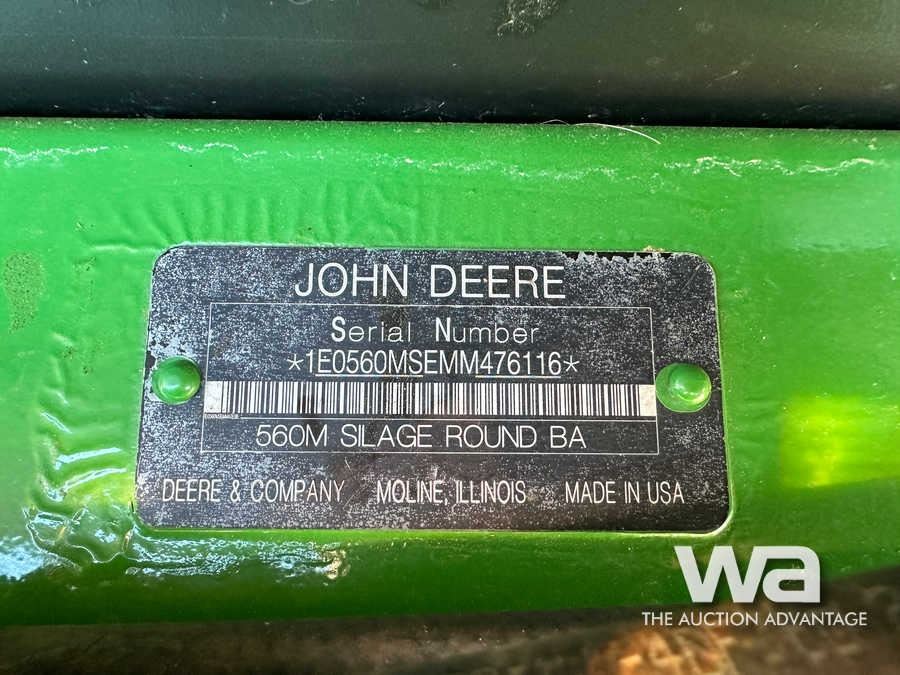 JOHN DEERE
Serial Number
*1E0560MSEMM476116*
560M SILAGE ROUND BA
DEERE & COMPANY MOLINE, ILLINOIS MADE IN USA
wa
THE AUCTION ADVANTAGE